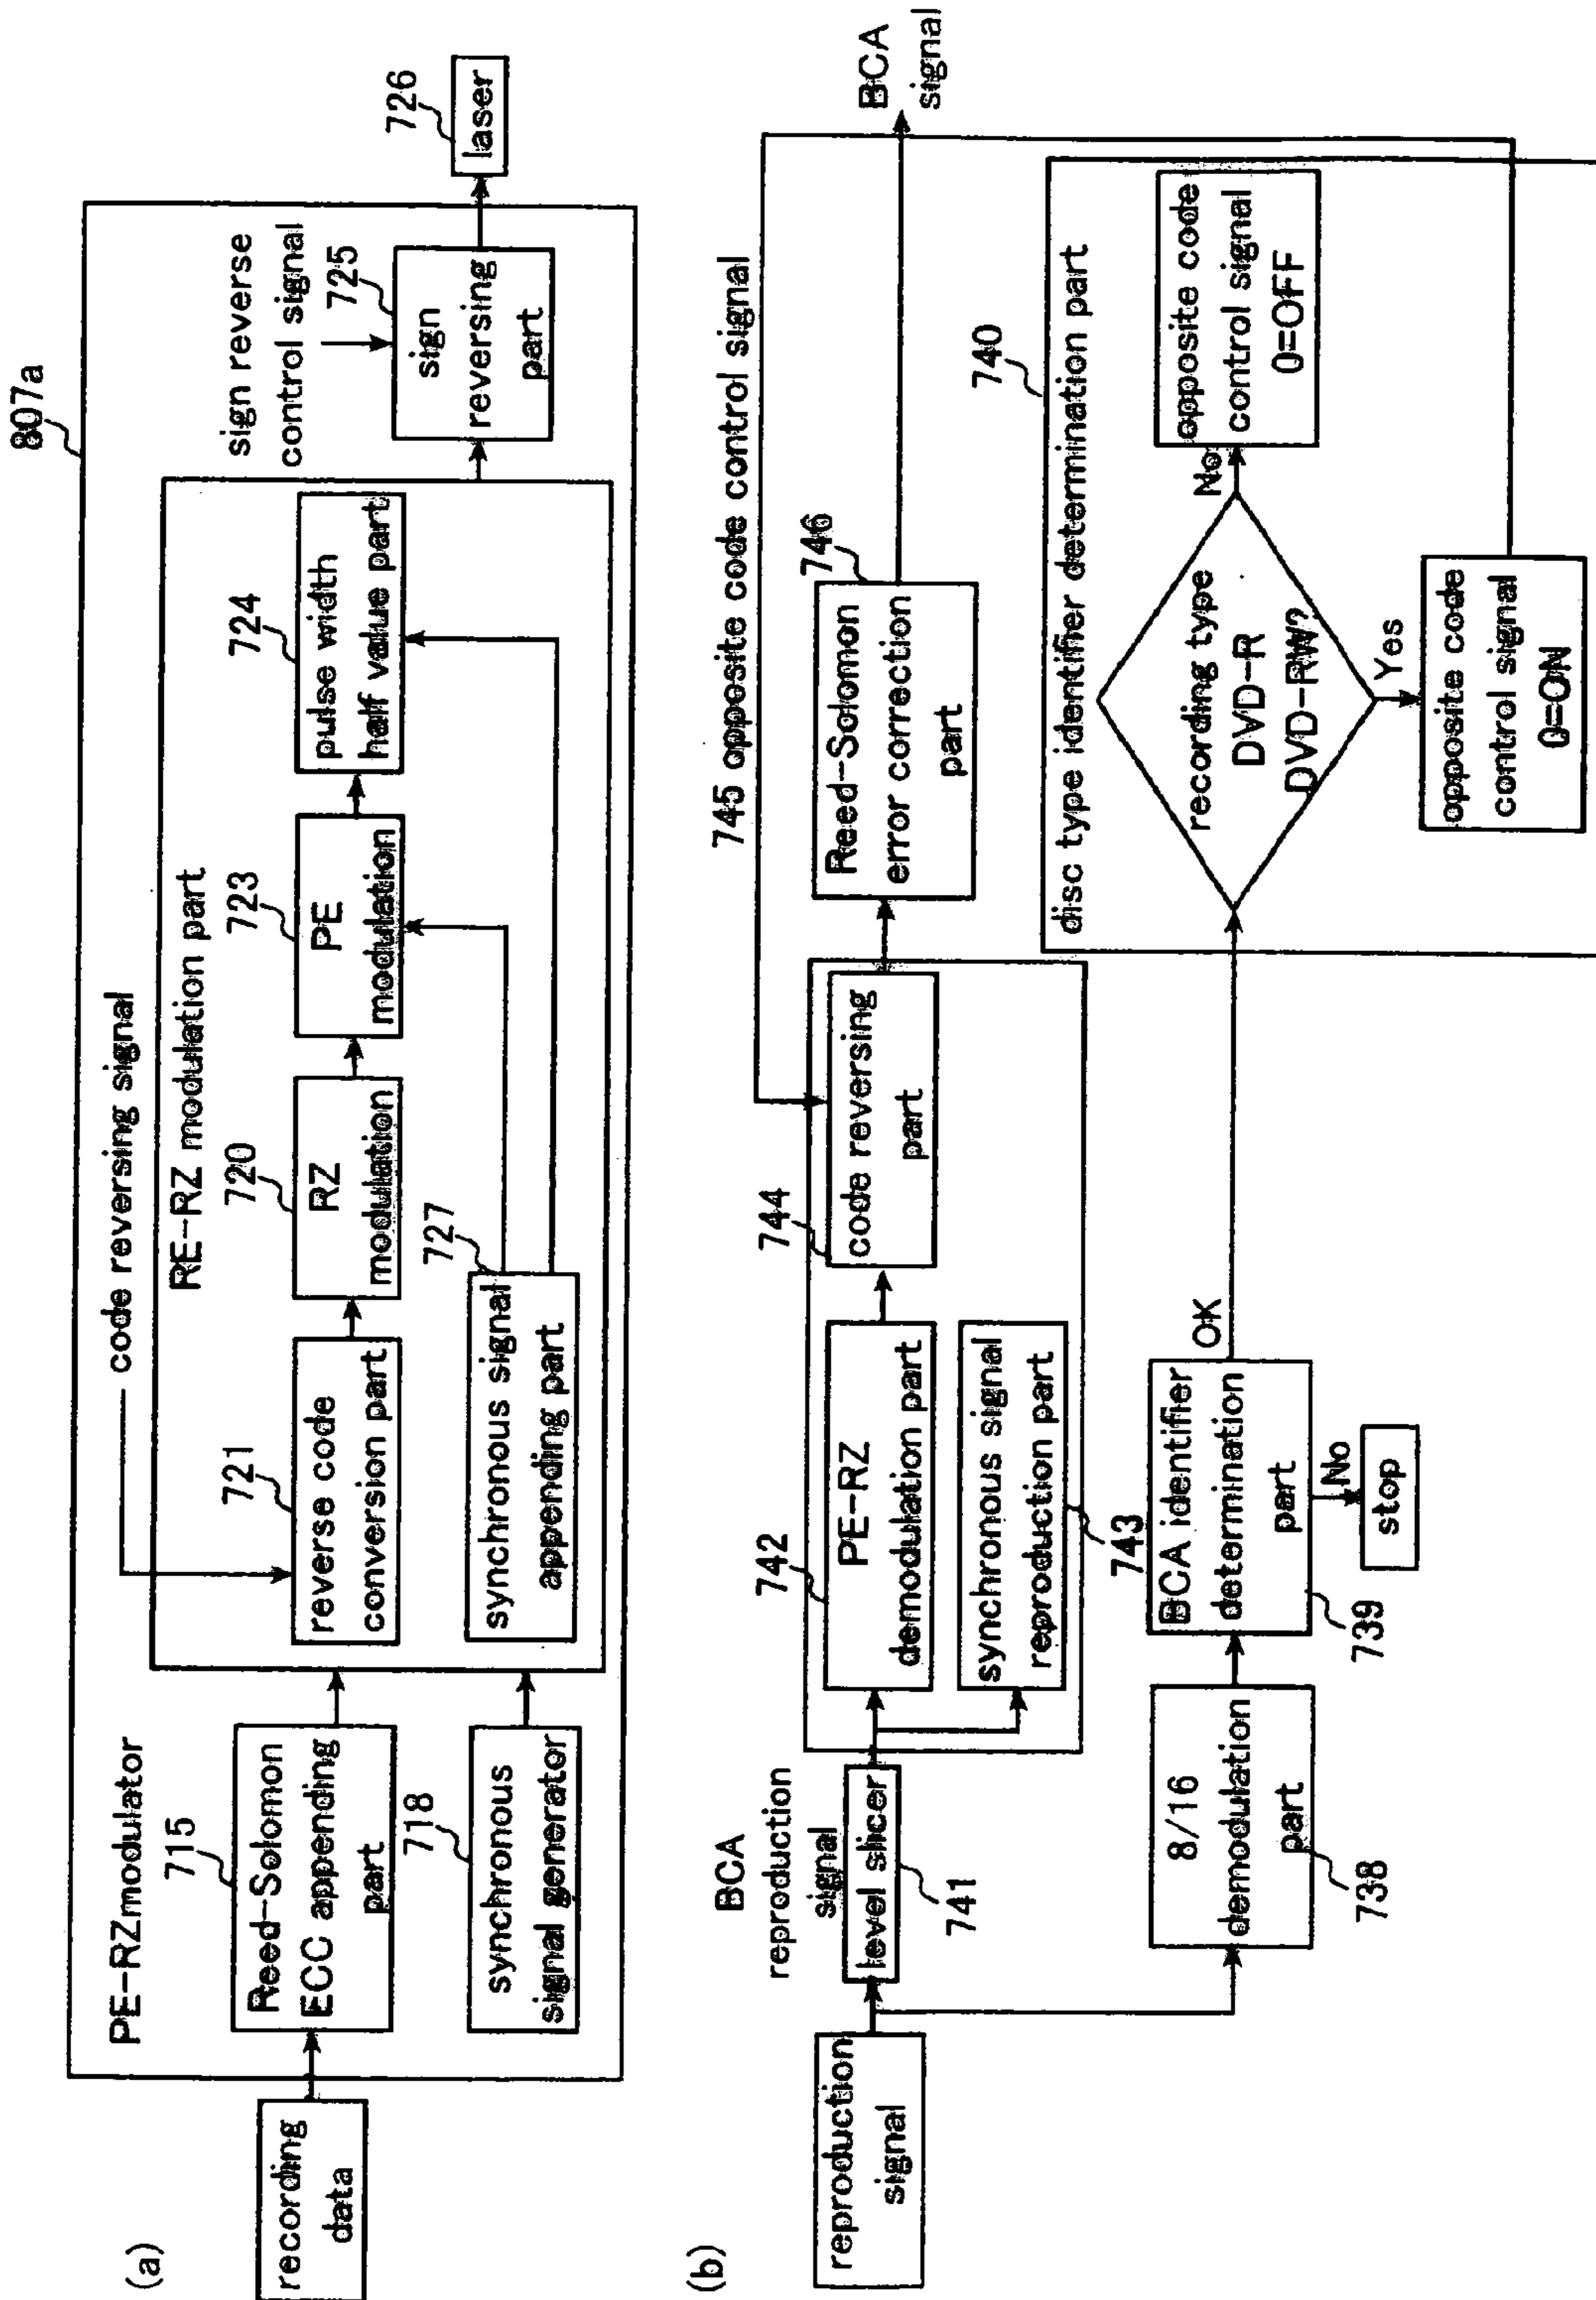 (a)
807a
PE-RZmodulator
code reversing signal
RE-RZ modulation part
sign reverse
control signal
recording
data
715
Reed-Solomon
ECC appending
part
718
synchronous
signal generator
721
reverse code
conversion part
720
RZ
modulation
723
PE
modulation
724
pulse width
half value part
727
synchronous signal
appending part
725
sign
reversing
part
726
laser
(b)
reproduction
signal
BCA
reproduction
signal
level slicer
741
742
PE-RZ
demodulation part
synchronous signal
reproduction part
743
744
code reversing
part
745 opposite code control signal
Reed-Solomon
error correction
part
746
BCA
signal
8/16
demodulation
part
738
BCA identifier
determination
part
739
OK
No
stop
740
disc type identifier determination part
recording type
DVD-R
DVD-RW?
No
opposite code
control signal
0=OFF
Yes
opposite code
control signal
0=ON